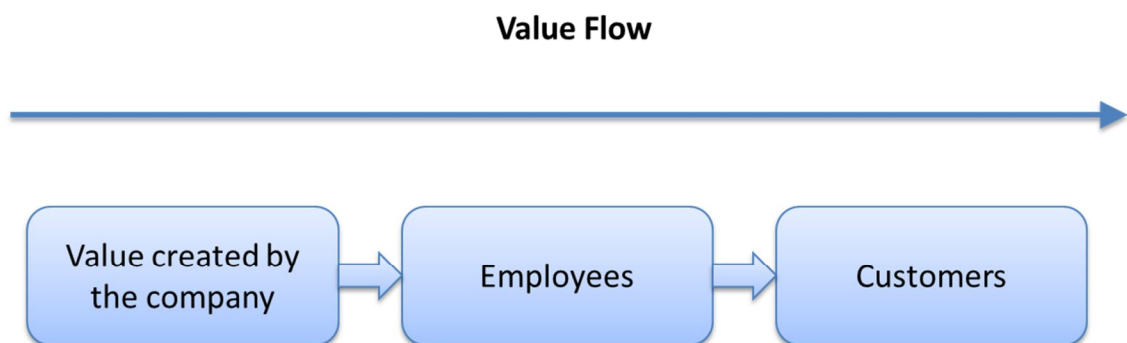 Value Flow
Value created by
the company
Employees
Customers